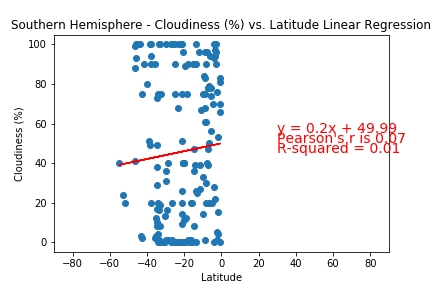 Southern Hemisphere - Cloudiness (%) vs. Latitude Linear Regression
100
80
60
40
20
0
Cloudiness (%)
y = 0.2x + 49.99
Pearson's r is 0.07
R-squared = 0.01
−80 −60 −40 −20 0 20 40 60 80
Latitude